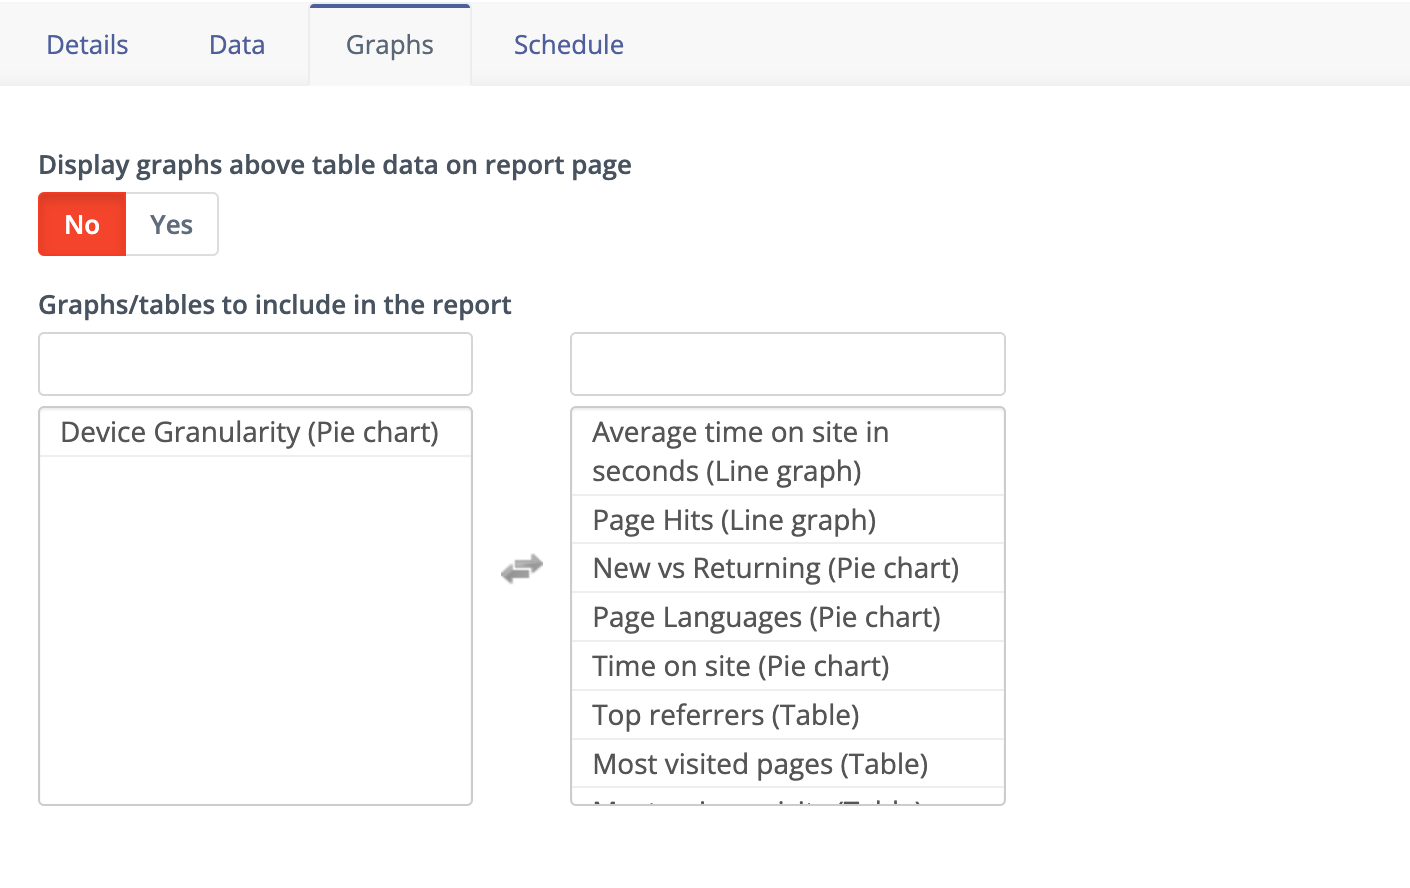 Details Data Graphs Schedule
Display graphs above table data on report page
No Yes
Graphs/tables to include in the report
Device Granularity (Pie chart)
Average time on site in
seconds (Line graph)
Page Hits (Line graph)
New vs Returning (Pie chart)
Page Languages (Pie chart)
Time on site (Pie chart)
Top referrers (Table)
Most visited pages (Table)